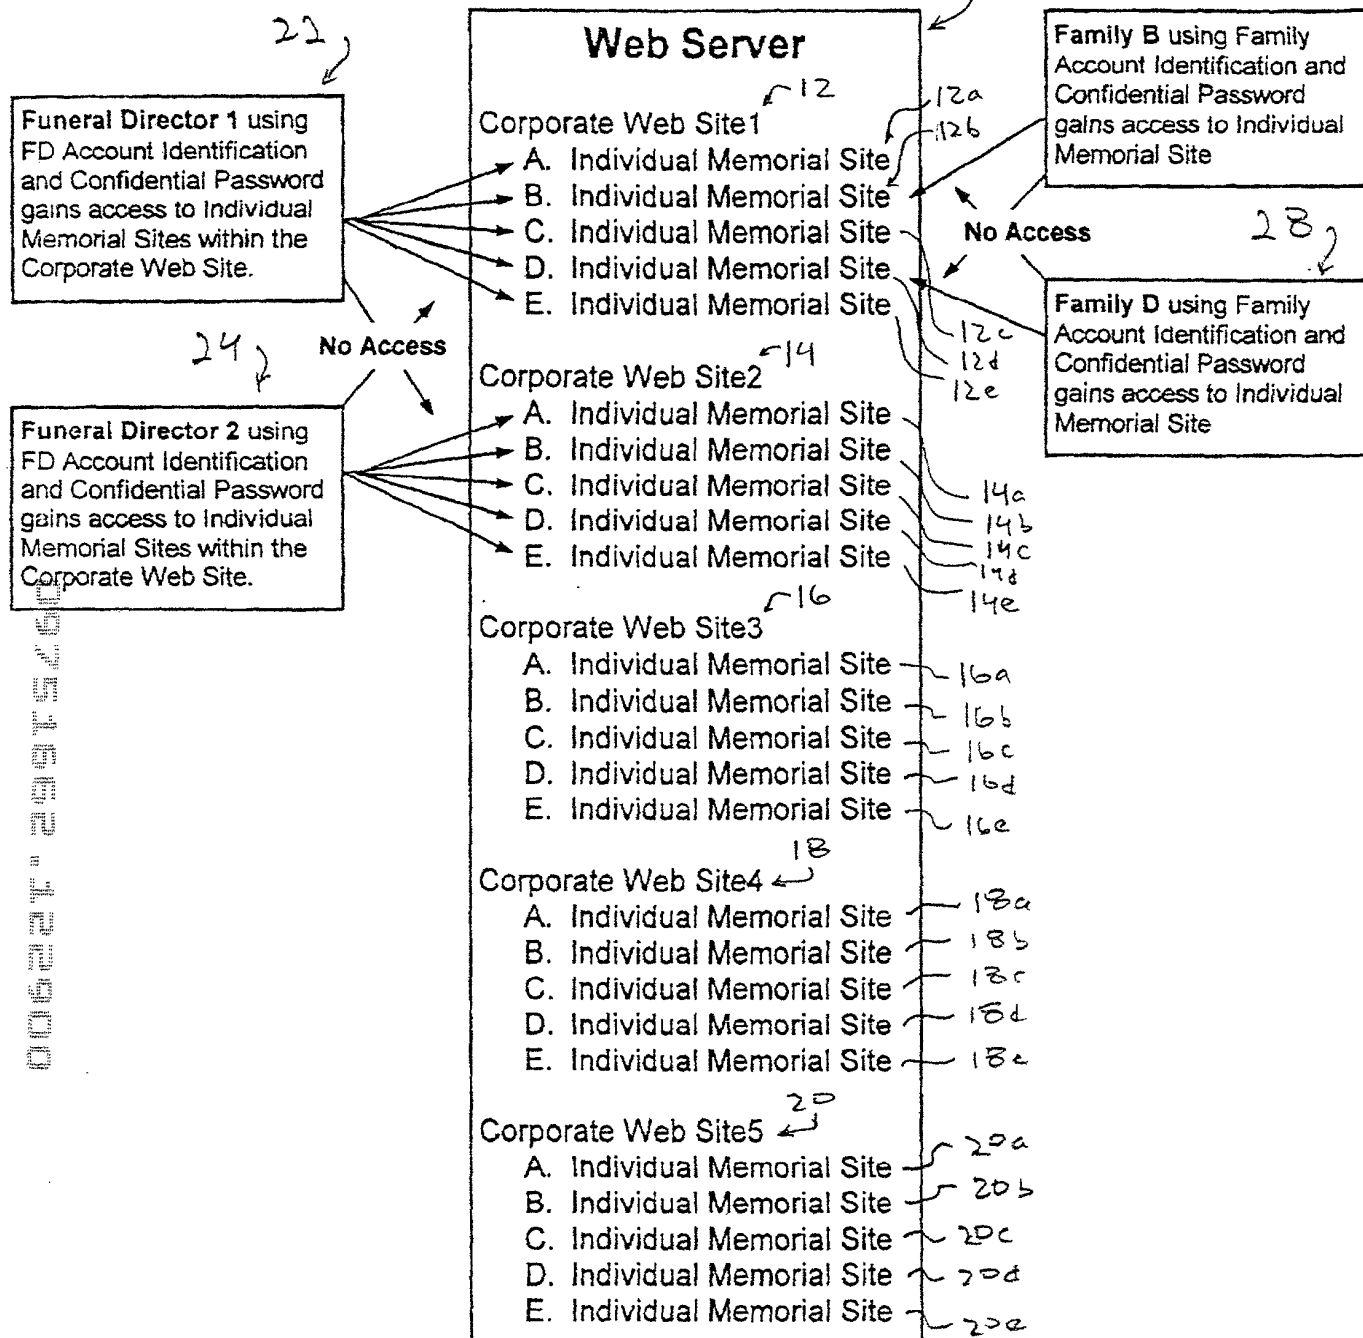 22
Web Server
Family B using Family
Account Identification and
Confidential Password
gains access to Individual
Memorial Site
Funeral Director 1 using
FD Account Identification
and Confidential Password
gains access to Individual
Memorial Sites within the
Corporate Web Site.
12
Corporate Web Site1
12a
12b
A. Individual Memorial Site
B. Individual Memorial Site
C. Individual Memorial Site
D. Individual Memorial Site
E. Individual Memorial Site
No Access
28
Family D using Family
Account Identification and
Confidential Password
gains access to Individual
Memorial Site
12c
12d
12e
24
No Access
Funeral Director 2 using
FD Account Identification
and Confidential Password
gains access to Individual
Memorial Sites within the
Corporate Web Site.
14
Corporate Web Site2
A. Individual Memorial Site
B. Individual Memorial Site
C. Individual Memorial Site
D. Individual Memorial Site
E. Individual Memorial Site
14a
14b
14c
14d
14e
16
Corporate Web Site3
A. Individual Memorial Site 16a
B. Individual Memorial Site 16b
C. Individual Memorial Site 16c
D. Individual Memorial Site 16d
E. Individual Memorial Site 16e
18
Corporate Web Site4
A. Individual Memorial Site 18a
B. Individual Memorial Site 18b
C. Individual Memorial Site 18c
D. Individual Memorial Site 18d
E. Individual Memorial Site 18e
20
Corporate Web Site5
A. Individual Memorial Site 20a
B. Individual Memorial Site 20b
C. Individual Memorial Site 20c
D. Individual Memorial Site 20d
E. Individual Memorial Site 20e